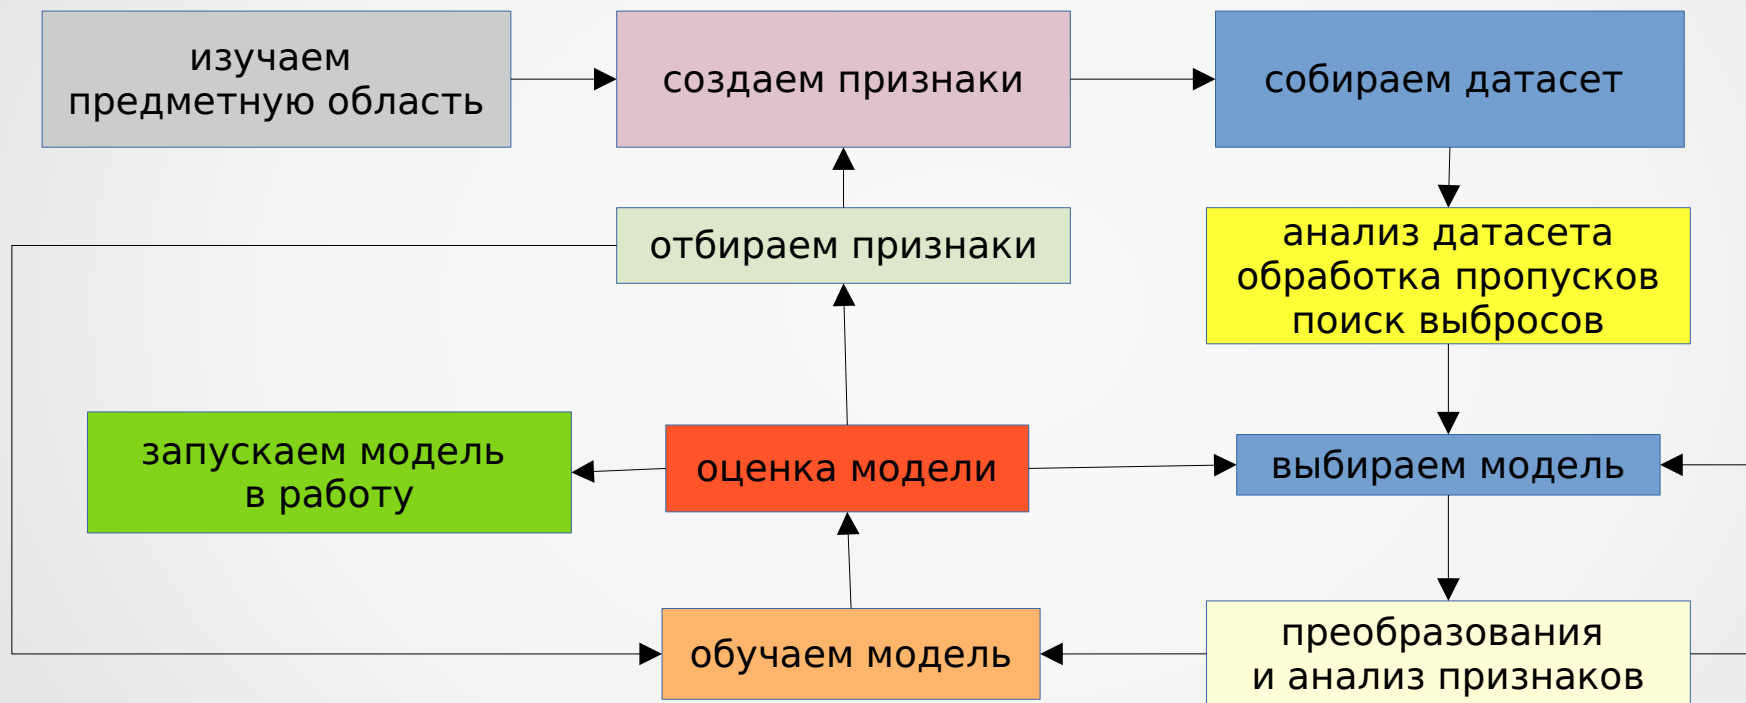 изучаем
предметную область
создаем признаки
собираем датасет
отбираем признаки
анализ датасета
обработка пропусков
поиск выбросов
запускаем модель
в работу
оценка модели
выбираем модель
обучаем модель
преобразования
и анализ признаков